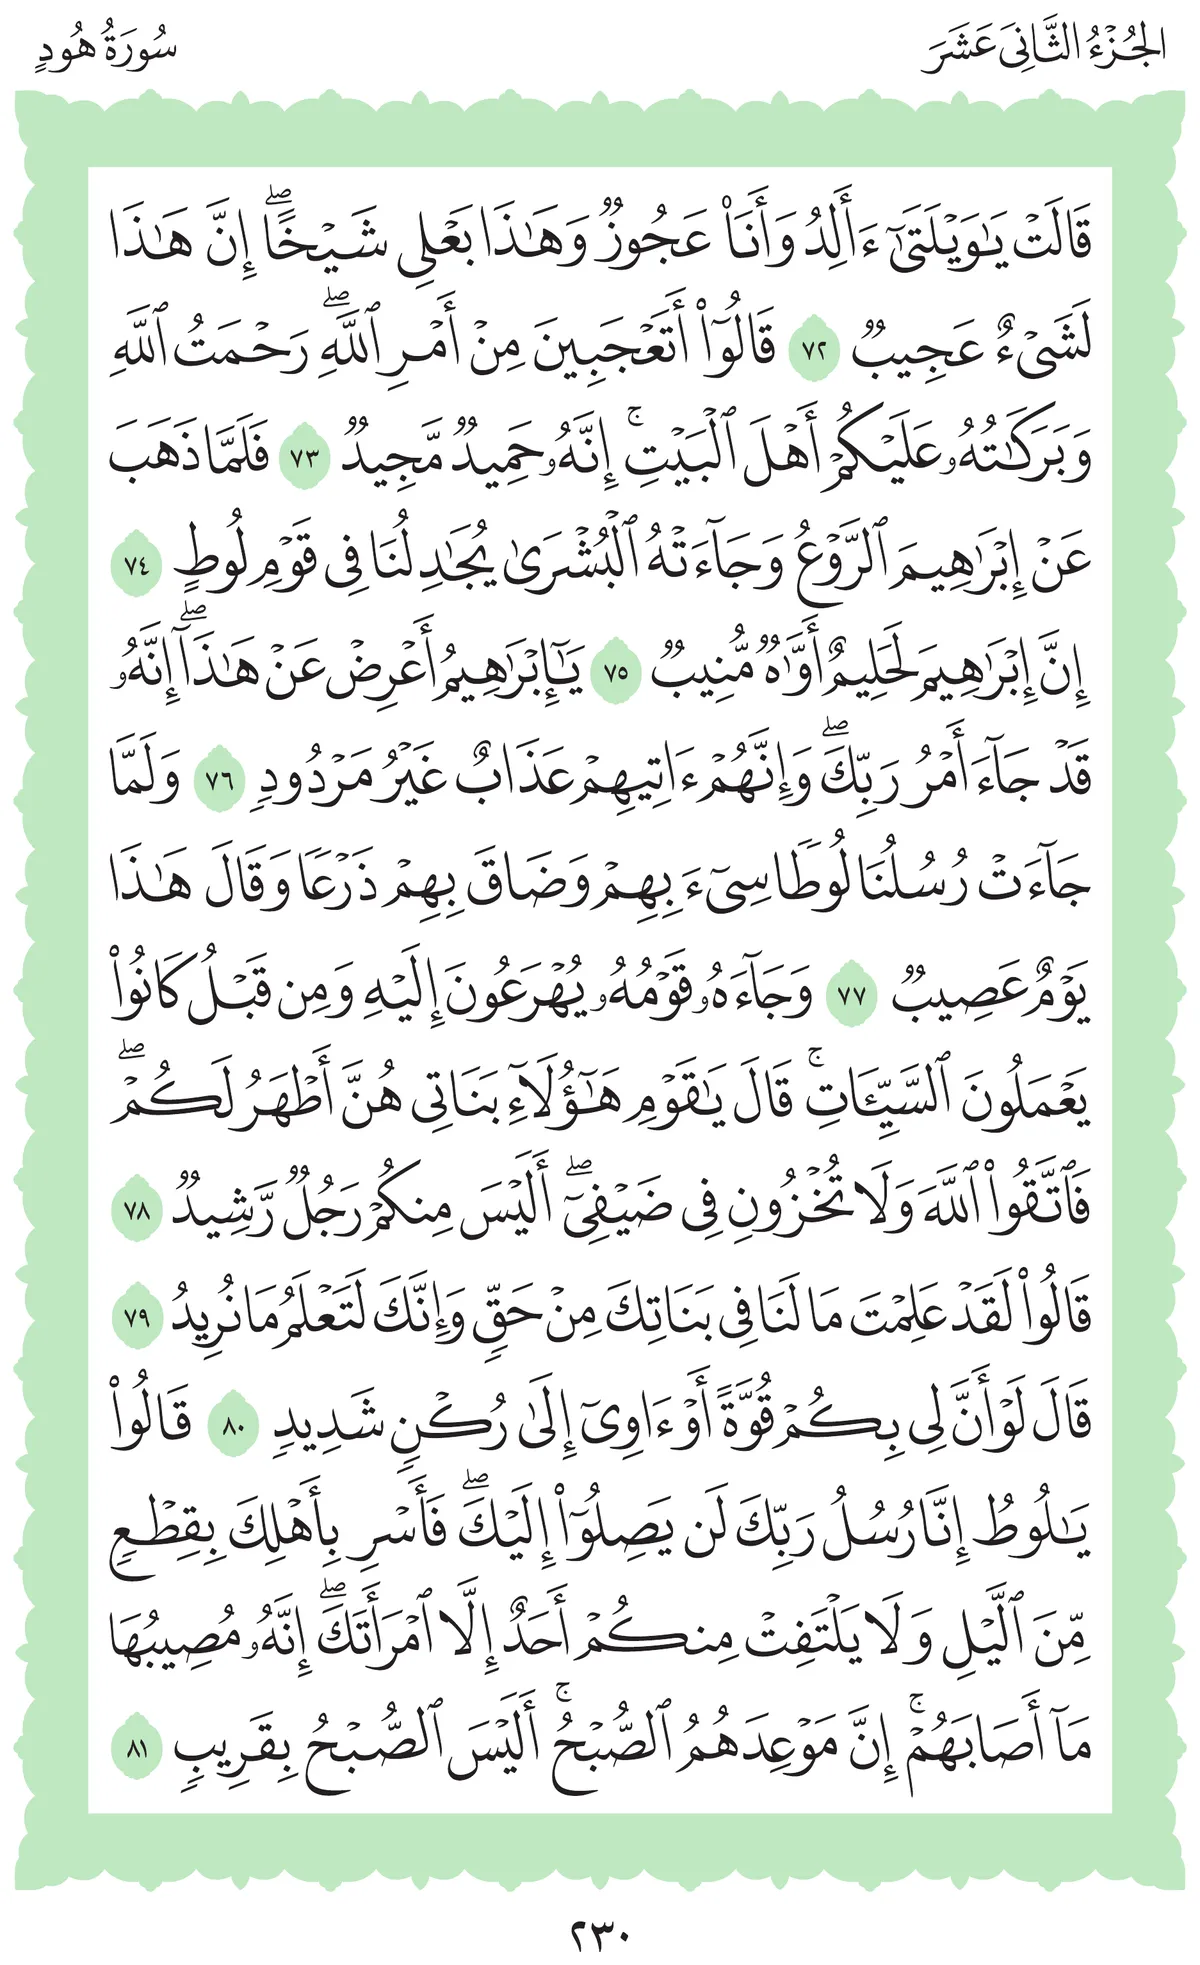 الجُزْءُ الثَّانِيَ عَشَرَ
سُورَةُ هُودٍ
قَالَتْ يَـٰوَيْلَتَىٰٓ ءَأَلِدُ وَأَنَا۠ عَجُوزٌ وَهَـٰذَا بَعْلِى شَيْخًا ۖ إِنَّ هَـٰذَا
لَشَىْءٌ عَجِيبٌ ٧٢ قَالُوٓا۟ أَتَعْجَبِينَ مِنْ أَمْرِ ٱللَّهِ ۖ رَحْمَتُ ٱللَّهِ
وَبَرَكَـٰتُهُۥ عَلَيْكُمْ أَهْلَ ٱلْبَيْتِ ۚ إِنَّهُۥ حَمِيدٌ مَّجِيدٌ ٧٣ فَلَمَّا ذَهَبَ
عَنْ إِبْرَٰهِيمَ ٱلرَّوْعُ وَجَآءَتْهُ ٱلْبُشْرَىٰ يُجَـٰدِلُنَا فِى قَوْمِ لُوطٍ ٧٤
إِنَّ إِبْرَٰهِيمَ لَحَلِيمٌ أَوَّٰهٌ مُّنِيبٌ ٧٥ يَـٰٓإِبْرَٰهِيمُ أَعْرِضْ عَنْ هَـٰذَآ ۖ إِنَّهُۥ
قَدْ جَآءَ أَمْرُ رَبِّكَ ۖ وَإِنَّهُمْ ءَاتِيهِمْ عَذَابٌ غَيْرُ مَرْدُودٍ ٧٦ وَلَمَّا
جَآءَتْ رُسُلُنَا لُوطًا سِىٓءَ بِهِمْ وَضَاقَ بِهِمْ ذَرْعًا وَقَالَ هَـٰذَا
يَوْمٌ عَصِيبٌ ٧٧ وَجَآءَهُۥ قَوْمُهُۥ يُهْرَعُونَ إِلَيْهِ وَمِن قَبْلُ كَانُوا۟
يَعْمَلُونَ ٱلسَّيِّـَٔاتِ ۚ قَالَ يَـٰقَوْمِ هَـٰٓؤُلَآءِ بَنَاتِى هُنَّ أَطْهَرُ لَكُمْ ۖ
فَٱتَّقُوا۟ ٱللَّهَ وَلَا تُخْزُونِ فِى ضَيْفِىٓ ۖ أَلَيْسَ مِنكُمْ رَجُلٌ رَّشِيدٌ ٧٨
قَالُوا۟ لَقَدْ عَلِمْتَ مَا لَنَا فِى بَنَاتِكَ مِنْ حَقٍّ وَإِنَّكَ لَتَعْلَمُ مَا نُرِيدُ ٧٩
قَالَ لَوْ أَنَّ لِى بِكُمْ قُوَّةً أَوْ ءَاوِىٓ إِلَىٰ رُكْنٍ شَدِيدٍ ٨٠ قَالُوا۟
يَـٰلُوطُ إِنَّا رُسُلُ رَبِّكَ لَن يَصِلُوٓا۟ إِلَيْكَ ۖ فَأَسْرِ بِأَهْلِكَ بِقِطْعٍ
مِّنَ ٱلَّيْلِ وَلَا يَلْتَفِتْ مِنكُمْ أَحَدٌ إِلَّا ٱمْرَأَتَكَ ۖ إِنَّهُۥ مُصِيبُهَا
مَآ أَصَابَهُمْ ۚ إِنَّ مَوْعِدَهُمُ ٱلصُّبْحُ ۚ أَلَيْسَ ٱلصُّبْحُ بِقَرِيبٍ ٨١
٢٣٠